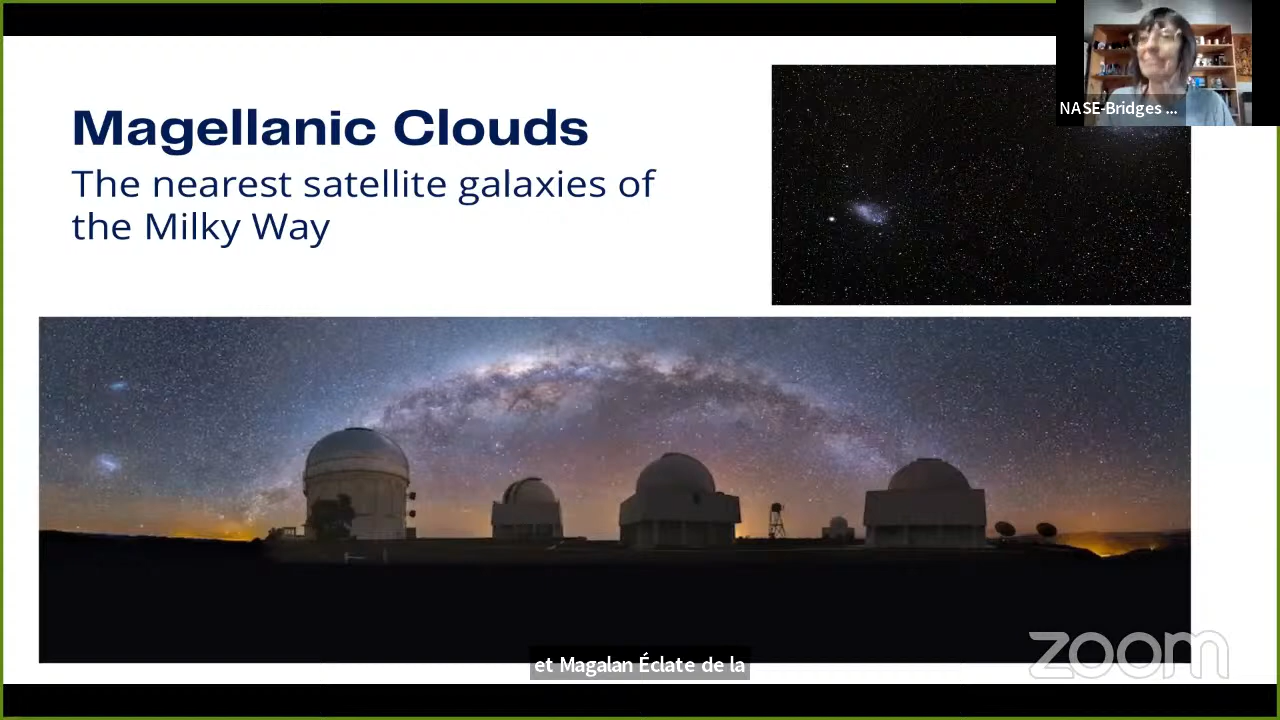 Magellanic Clouds
The nearest satellite galaxies of
the Milky Way
NASE-Bridges ...
et Magalan Éclate de la
zoom